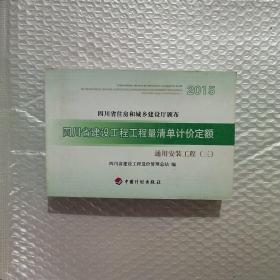 2015
四川省住房和城乡建设厅颁布
四川省建设工程工程量清单计价定额
通用安装工程（三）
四川省建设工程造价管理总站 编
中国计划出版社